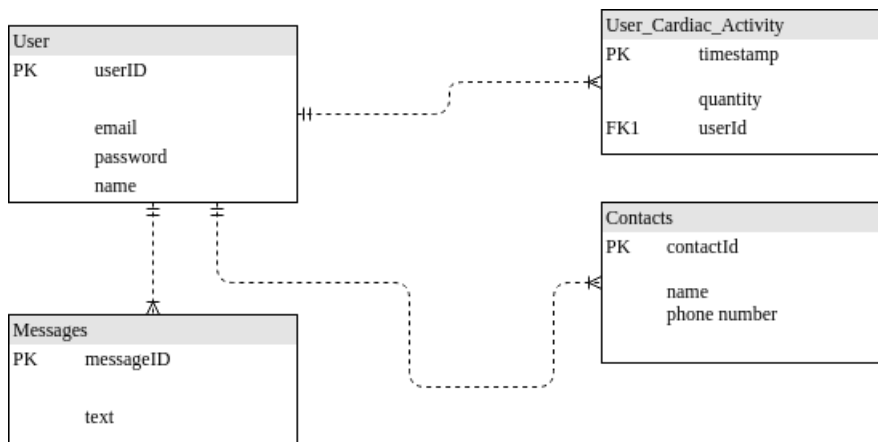 User
PK userID
email
password
name
User_Cardiac_Activity
PK timestamp
quantity
FK1 userId
Contacts
PK contactId
name
phone number
Messages
PK messageID
text